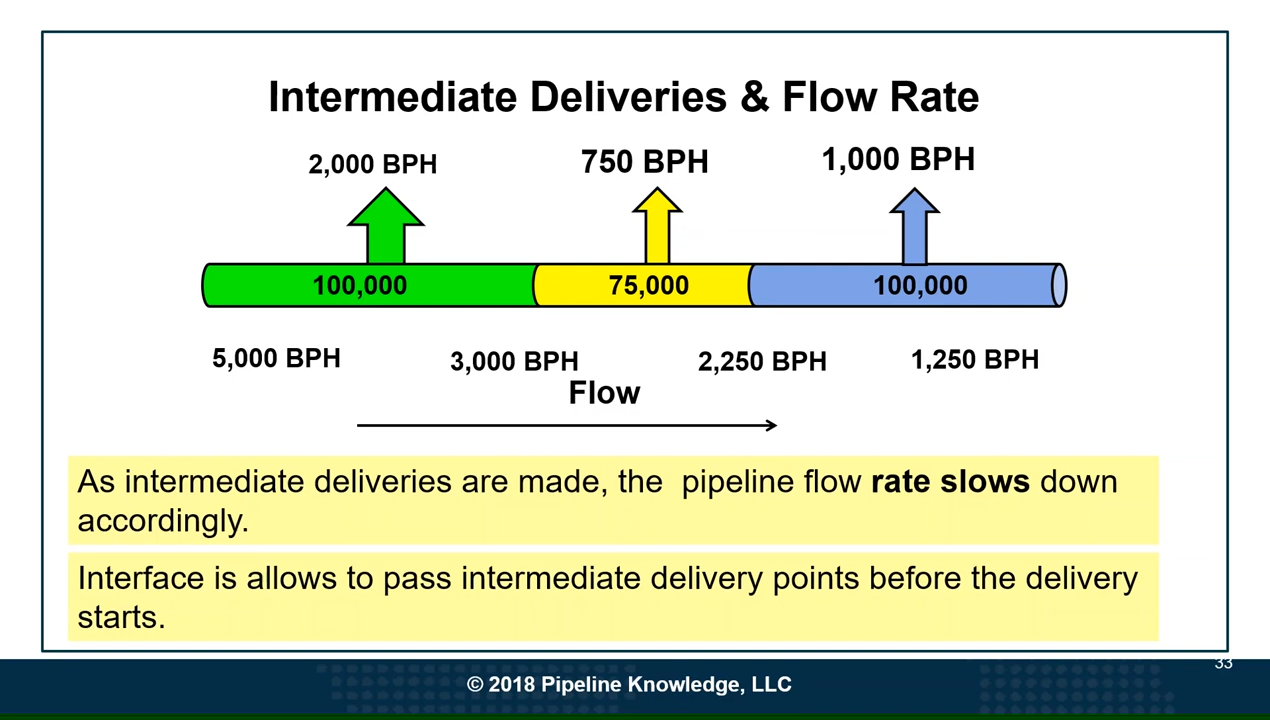 Intermediate Deliveries & Flow Rate
2,000 BPH 750 BPH 1,000 BPH
100,000 75,000 100,000
5,000 BPH 3,000 BPH 2,250 BPH 1,250 BPH
Flow
As intermediate deliveries are made, the pipeline flow rate slows down
accordingly.
Interface is allows to pass intermediate delivery points before the delivery
starts.
33
© 2018 Pipeline Knowledge, LLC